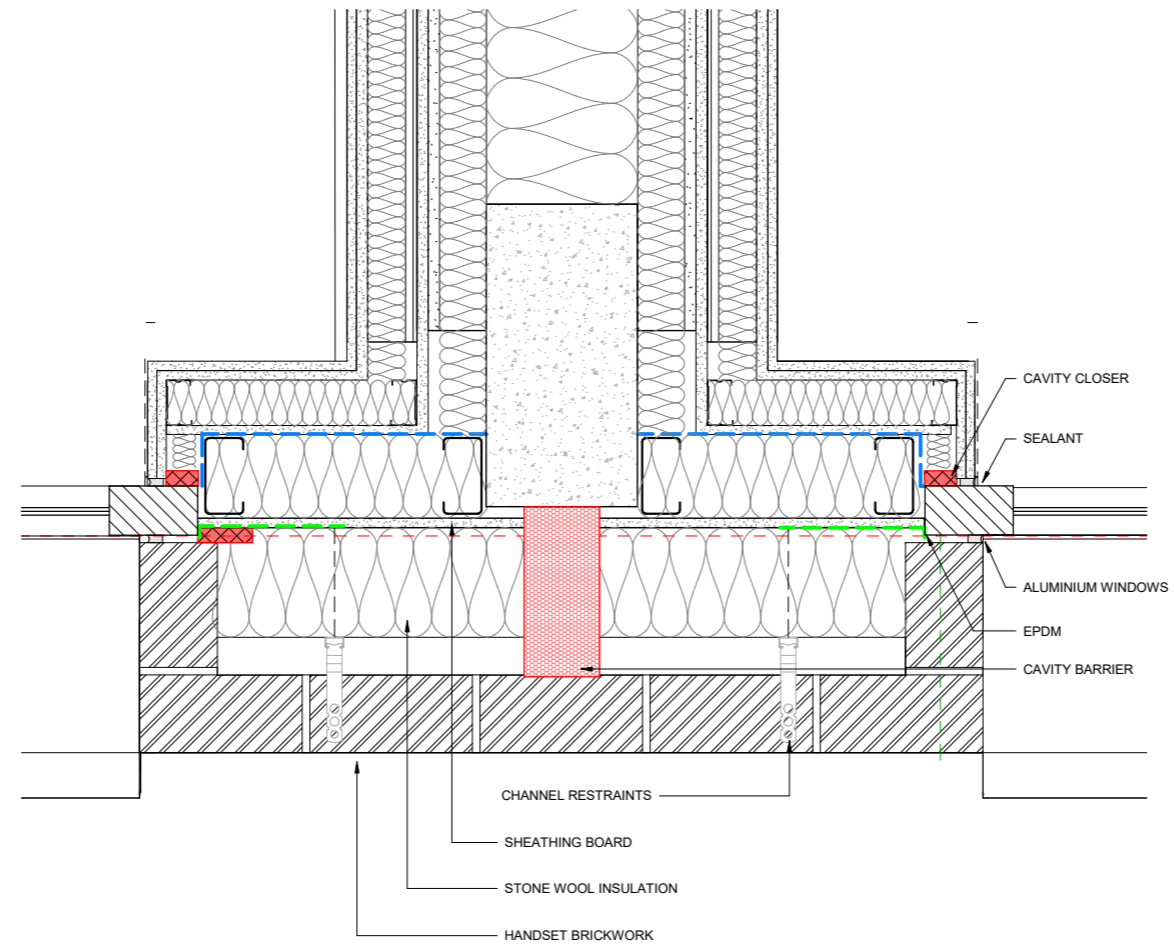 CAVITY CLOSER
SEALANT
ALUMINIUM WINDOWS
EPDM
CAVITY BARRIER
CHANNEL RESTRAINTS
SHEATHING BOARD
STONE WOOL INSULATION
HANDSET BRICKWORK